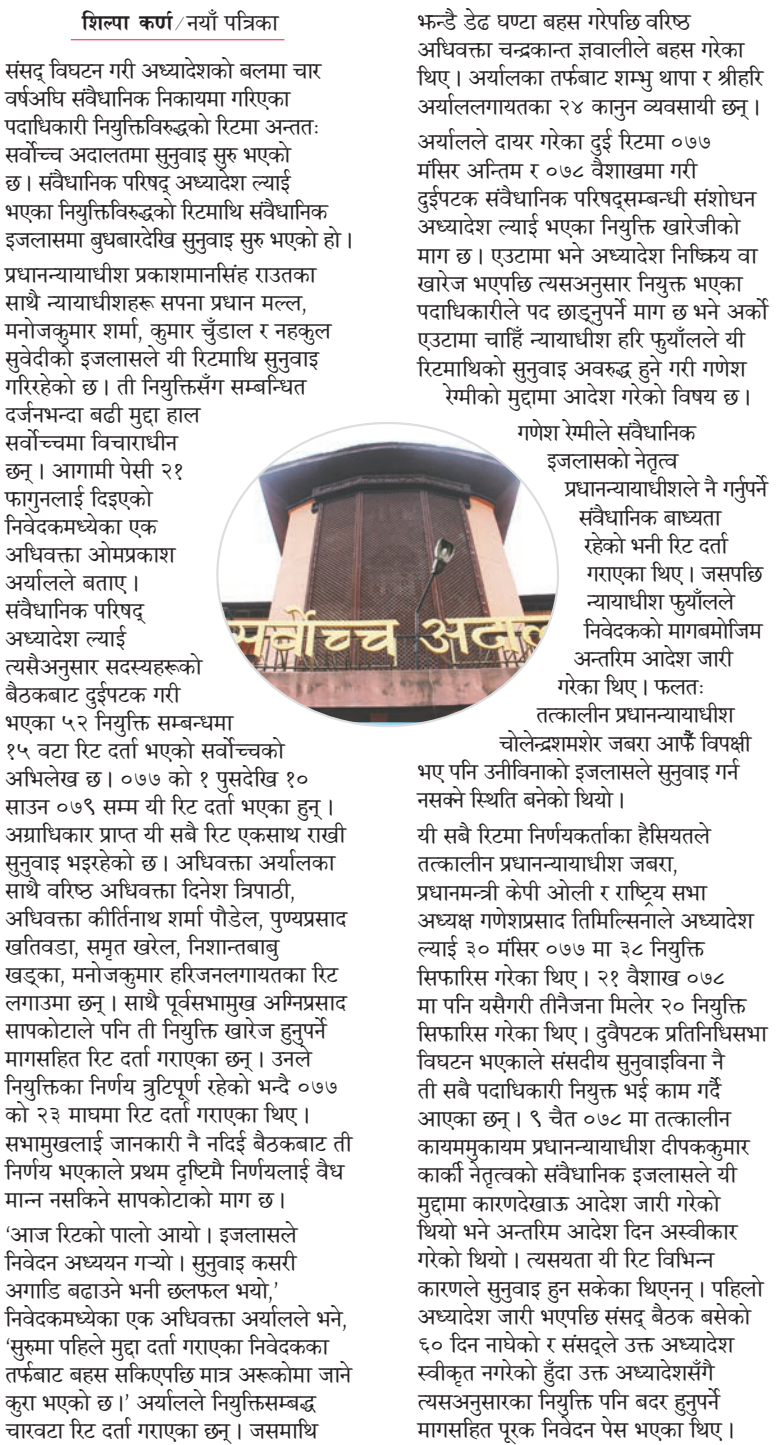 शिल्पा कर्ण/नयाँ पत्रिका
संसद् विघटन गरी अध्यादेशको बलमा चार
वर्षअघि संवैधानिक निकायमा गरिएका
पदाधिकारी नियुक्तिविरुद्धको रिटमा अन्ततः
सर्वोच्च अदालतमा सुनुवाइ सुरु भएको
छ। संवैधानिक परिषद् अध्यादेश ल्याई
भएका नियुक्तिविरुद्धको रिटमाथि संवैधानिक
इजलासमा बुधबारदेखि सुनुवाइ सुरु भएको हो।
प्रधानन्यायाधीश प्रकाशमानसिंह राउतका
साथै न्यायाधीशहरू सपना प्रधान मल्ल,
मनोजकुमार शर्मा, कुमार चुँडाल र नहकुल
सुवेदीको इजलासले यी रिटमाथि सुनुवाइ
गरिरहेको छ। ती नियुक्तिसँग सम्बन्धित
दर्जनभन्दा बढी मुद्दा हाल
सर्वोच्चमा विचाराधीन
छन्। आगामी पेसी २१
फागुनलाई दिइएको
निवेदकमध्येका एक
अधिवक्ता ओमप्रकाश
अर्यालले बताए।
संवैधानिक परिषद्
अध्यादेश ल्याई
त्यसैअनुसार सदस्यहरूको
बैठकबाट दुईपटक गरी
भएका ५२ नियुक्ति सम्बन्धमा
१५ वटा रिट दर्ता भएको सर्वोच्चको
अभिलेख छ। ०७७ को १ पुसदेखि १०
साउन ०७९ सम्म यी रिट दर्ता भएका हुन्।
अग्राधिकार प्राप्त यी सबै रिट एकसाथ राखी
सुनुवाइ भइरहेको छ। अधिवक्ता अर्यालका
साथै वरिष्ठ अधिवक्ता दिनेश त्रिपाठी,
अधिवक्ता कीर्तिनाथ शर्मा पौडेल, पुण्यप्रसाद
खतिवडा, समृत खरेल, निशान्तबाबु
खड्का, मनोजकुमार हरिजनलगायतका रिट
लगाउमा छन्। साथै पूर्वसभामुख अग्निप्रसाद
सापकोटाले पनि ती नियुक्ति खारेज हुनुपर्ने
मागसहित रिट दर्ता गराएका छन्। उनले
नियुक्तिका निर्णय त्रुटिपूर्ण रहेको भन्दै ०७७
को २३ माघमा रिट दर्ता गराएका थिए।
सभामुखलाई जानकारी नै नदिई बैठकबाट ती
निर्णय भएकाले प्रथम दृष्टिमै निर्णयलाई वैध
मान्न नसकिने सापकोटाको माग छ।
‘आज रिटको पालो आयो। इजलासले
निवेदन अध्ययन गर्‍यो। सुनुवाइ कसरी
अगाडि बढाउने भनी छलफल भयो,’
निवेदकमध्येका एक अधिवक्ता अर्यालले भने,
‘सुरुमा पहिले मुद्दा दर्ता गराएका निवेदकका
तर्फबाट बहस सकिएपछि मात्र अरूकोमा जाने
कुरा भएको छ।’ अर्यालले नियुक्तिसम्बद्ध
चारवटा रिट दर्ता गराएका छन्। जसमाथि
झन्डै डेढ घण्टा बहस गरेपछि वरिष्ठ
अधिवक्ता चन्द्रकान्त ज्ञवालीले बहस गरेका
थिए। अर्यालका तर्फबाट शम्भु थापा र श्रीहरि
अर्याललगायतका २४ कानुन व्यवसायी छन्।
अर्यालले दायर गरेका दुई रिटमा ०७७
मंसिर अन्तिम र ०७८ वैशाखमा गरी
दुईपटक संवैधानिक परिषद्सम्बन्धी संशोधन
अध्यादेश ल्याई भएका नियुक्ति खारेजीको
माग छ। एउटामा भने अध्यादेश निष्क्रिय वा
खारेज भएपछि त्यसअनुसार नियुक्त भएका
पदाधिकारीले पद छाड्नुपर्ने माग छ भने अर्को
एउटामा चाहिँ न्यायाधीश हरि फुयाँलले यी
रिटमाथिको सुनुवाइ अवरुद्ध हुने गरी गणेश
रेग्मीको मुद्दामा आदेश गरेको विषय छ।
गणेश रेग्मीले संवैधानिक
इजलासको नेतृत्व
प्रधानन्यायाधीशले नै गर्नुपर्ने
संवैधानिक बाध्यता
रहेको भनी रिट दर्ता
गराएका थिए। जसपछि
न्यायाधीश फुयाँलले
निवेदकको मागबमोजिम
अन्तरिम आदेश जारी
गरेका थिए। फलतः
तत्कालीन प्रधानन्यायाधीश
चोलेन्द्रशमशेर जबरा आफैँ विपक्षी
भए पनि उनीविनाको इजलासले सुनुवाइ गर्न
नसक्ने स्थिति बनेको थियो।
यी सबै रिटमा निर्णयकर्ताका हैसियतले
तत्कालीन प्रधानन्यायाधीश जबरा,
प्रधानमन्त्री केपी ओली र राष्ट्रिय सभा
अध्यक्ष गणेशप्रसाद तिमिल्सिनाले अध्यादेश
ल्याई ३० मंसिर ०७७ मा ३८ नियुक्ति
सिफारिस गरेका थिए। २१ वैशाख ०७८
मा पनि यसैगरी तीनैजना मिलेर २० नियुक्ति
सिफारिस गरेका थिए। दुवैपटक प्रतिनिधिसभा
विघटन भएकाले संसदीय सुनुवाइविना नै
ती सबै पदाधिकारी नियुक्त भई काम गर्दै
आएका छन्। ९ चैत ०७८ मा तत्कालीन
कायममुकायम प्रधानन्यायाधीश दीपककुमार
कार्की नेतृत्वको संवैधानिक इजलासले यी
मुद्दामा कारणदेखाऊ आदेश जारी गरेको
थियो भने अन्तरिम आदेश दिन अस्वीकार
गरेको थियो। त्यसयता यी रिट विभिन्न
कारणले सुनुवाइ हुन सकेका थिएनन्। पहिलो
अध्यादेश जारी भएपछि संसद् बैठक बसेको
६० दिन नाघेको र संसद्ले उक्त अध्यादेश
स्वीकृत नगरेको हुँदा उक्त अध्यादेशसँगै
त्यसअनुसारका नियुक्ति पनि बदर हुनुपर्ने
मागसहित पूरक निवेदन पेस भएका थिए।
सर्वोच्च अदाल